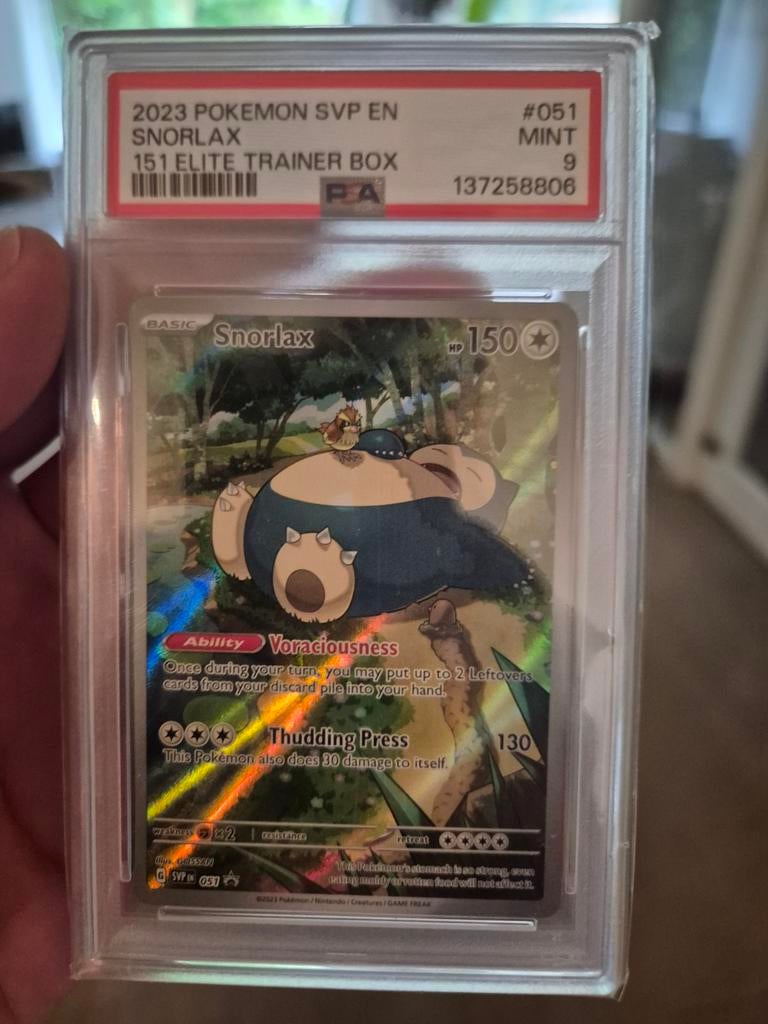 2023 POKEMON SVP EN #051
SNORLAX MINT
151 ELITE TRAINER BOX 9
PSA 137258806
BASIC Snorlax HP 150
Ability Voraciousness
Once during your turn, you may put up to 2 Leftovers
cards from your discard pile into your hand.
Thudding Press 130
This Pokémon also does 30 damage to itself.
weakness ×2 resistance retreat
Illus. GOSSAN
This Pokémon's stomach is so strong, even
eating moldy or rotten food will not affect it.
G SVP EN 051
©2023 Pokémon / Nintendo / Creatures / GAME FREAK